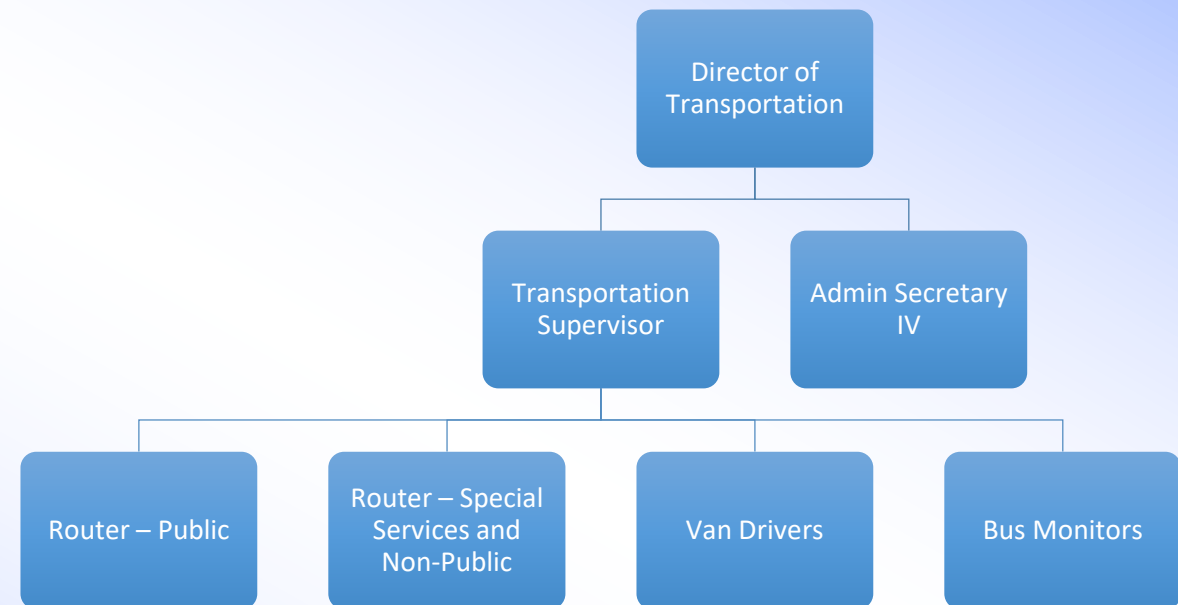 Director of
Transportation
Transportation
Supervisor
Admin Secretary
IV
Router – Public
Router – Special
Services and
Non-Public
Van Drivers
Bus Monitors